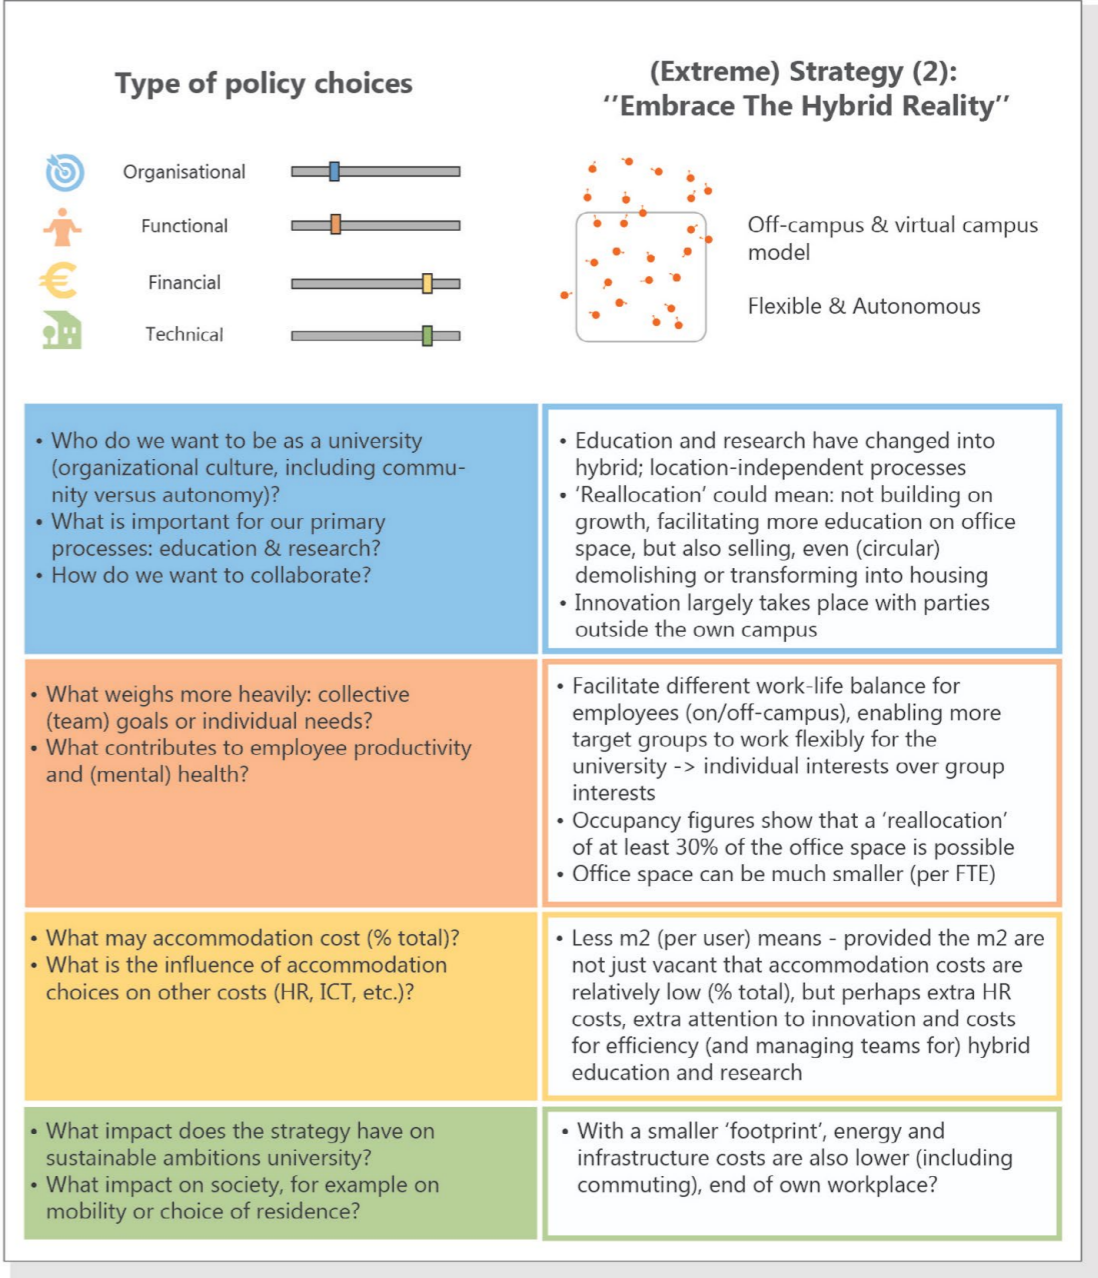 Type of policy choices
(Extreme) Strategy (2):
‘‘Embrace The Hybrid Reality’’
Organisational
Functional
Financial
Technical
Off-campus & virtual campus
model
Flexible & Autonomous
• Who do we want to be as a university
(organizational culture, including commu-
nity versus autonomy)?
• What is important for our primary
processes: education & research?
• How do we want to collaborate?
• Education and research have changed into
hybrid; location-independent processes
• ‘Reallocation’ could mean: not building on
growth, facilitating more education on office
space, but also selling, even (circular)
demolishing or transforming into housing
• Innovation largely takes place with parties
outside the own campus
• What weighs more heavily: collective
(team) goals or individual needs?
• What contributes to employee productivity
and (mental) health?
• Facilitate different work-life balance for
employees (on/off-campus), enabling more
target groups to work flexibly for the
university -> individual interests over group
interests
• Occupancy figures show that a ‘reallocation’
of at least 30% of the office space is possible
• Office space can be much smaller (per FTE)
• What may accommodation cost (% total)?
• What is the influence of accommodation
choices on other costs (HR, ICT, etc.)?
• Less m2 (per user) means - provided the m2 are
not just vacant that accommodation costs are
relatively low (% total), but perhaps extra HR
costs, extra attention to innovation and costs
for efficiency (and managing teams for) hybrid
education and research
• What impact does the strategy have on
sustainable ambitions university?
• What impact on society, for example on
mobility or choice of residence?
• With a smaller ‘footprint’, energy and
infrastructure costs are also lower (including
commuting), end of own workplace?